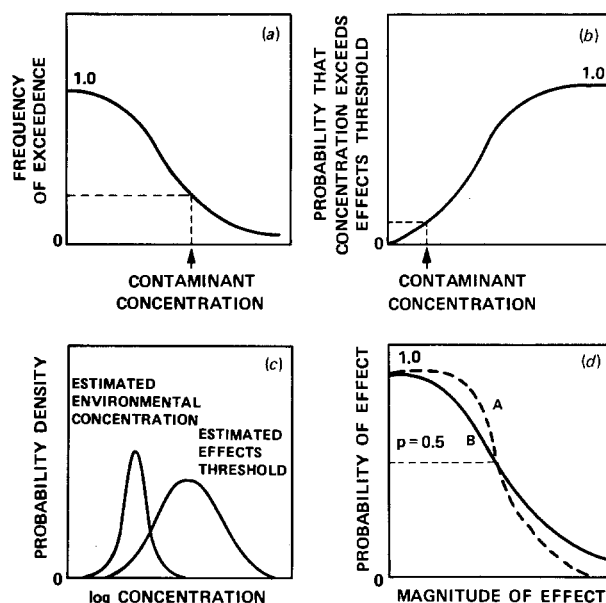 (a)
FREQUENCY
OF EXCEEDENCE
1.0
0
CONTAMINANT
CONCENTRATION
(b)
PROBABILITY THAT
CONCENTRATION EXCEEDS
EFFECTS THRESHOLD
1.0
0
CONTAMINANT
CONCENTRATION
(c)
PROBABILITY DENSITY
ESTIMATED
ENVIRONMENTAL
CONCENTRATION
ESTIMATED
EFFECTS
THRESHOLD
0
log CONCENTRATION
(d)
PROBABILITY OF EFFECT
1.0
A
p = 0.5
B
0
MAGNITUDE OF EFFECT